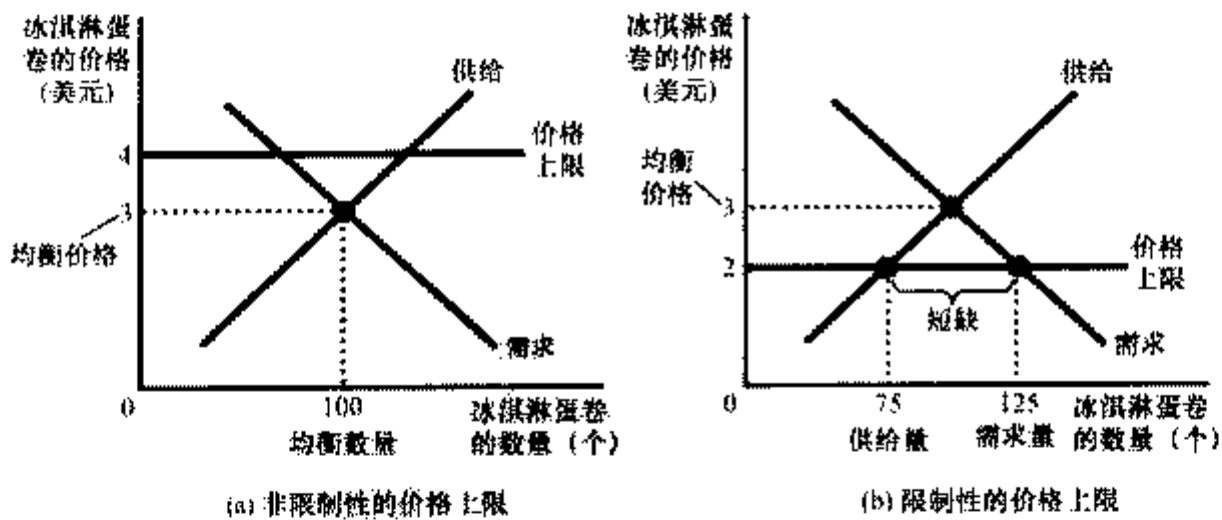 冰淇淋蛋
卷的价格
(美元)
供给
价格
上限
4
3
均衡价格
需求
0
100
均衡数量
冰淇淋蛋卷
的数量（个）
(a) 非限制性的价格上限
冰淇淋蛋
卷的价格
(美元)
供给
均衡
价格
3
价格
上限
2
短缺
需求
0
75
125
供给量
需求量
冰淇淋蛋卷
的数量（个）
(b) 限制性的价格上限